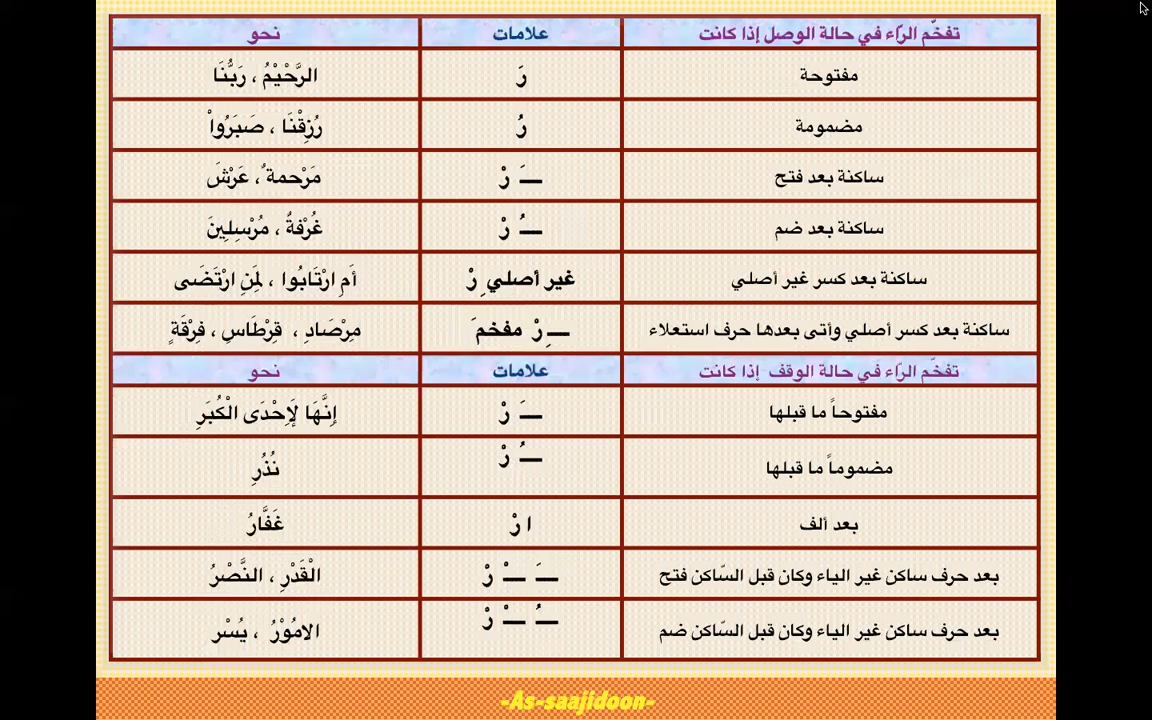 تفخّم الرّاء في حالة الوصل إذا كانت علامات نحو
مفتوحة رَ الرَّحْيْمُ ، رَبُّنَا
مضمومة رُ رُزِقْنَا ، صَبَرُواْ
ساكنة بعد فتح ـَ رْ مَرْحمة ٌ، عَرْشَ
ساكنة بعد ضم ـُ رْ غُرْفةٌ ، مُرْسِلِينَ
ساكنة بعد كسر غير أصلي غير أصلي ِ رْ أَمِ ارْتَابُوا ، لِمَنِ ارْتَضَى
ساكنة بعد كسر أصلي وأتى بعدها حرف استعلاء ـِ رْ مفخم َ مِرْصَادِ ، قِرْطَاسِ ، فِرْقَةٍ
تفخّم الرّاء في حالة الوقف إذا كانت علامات نحو
مفتوحاً ما قبلها ـَ رْ إِنَّهَا لَإِحْدَى الْكُبَرِ
مضموماً ما قبلها ـُ رْ نُذُرِ
بعد ألف ا رْ غَفَّارُ
بعد حرف ساكن غير الياء وكان قبل السّاكن فتح ـَ ـْ رْ الْقَدْرِ ، النَّصْرُ
بعد حرف ساكن غير الياء وكان قبل السّاكن ضم ـُ ـْ رْ الامُوْرُ ، يُسْر
-As-saajidoon-